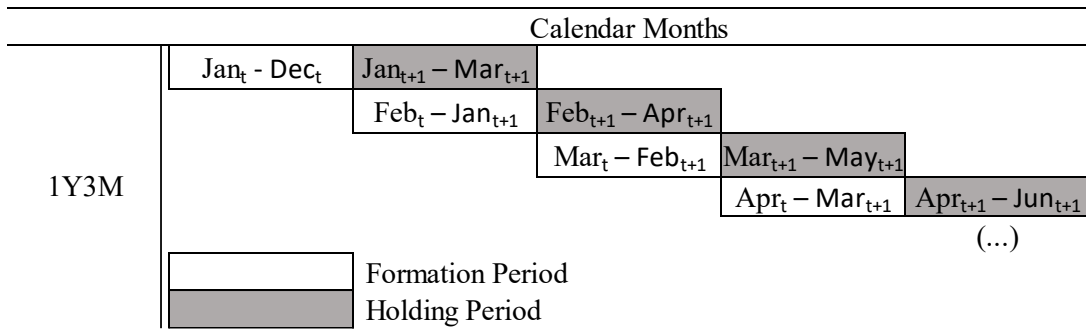 Calendar Months
Janₜ - Decₜ Janₜ₊₁ – Marₜ₊₁
Febₜ – Janₜ₊₁ Febₜ₊₁ – Aprₜ₊₁
Marₜ – Febₜ₊₁ Marₜ₊₁ – Mayₜ₊₁
1Y3M
Aprₜ – Marₜ₊₁ Aprₜ₊₁ – Junₜ₊₁
(...)
Formation Period
Holding Period